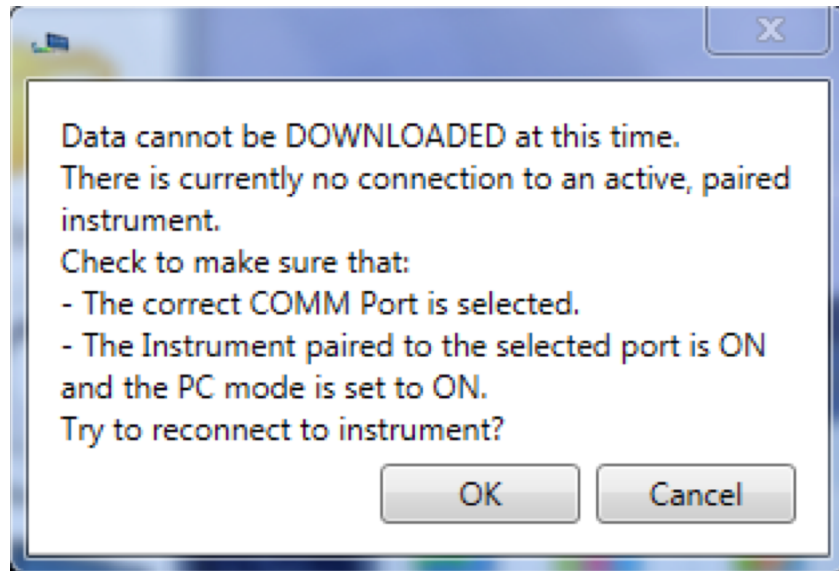 Data cannot be DOWNLOADED at this time.
There is currently no connection to an active, paired
instrument.
Check to make sure that:
- The correct COMM Port is selected.
- The Instrument paired to the selected port is ON
and the PC mode is set to ON.
Try to reconnect to instrument?
OK
Cancel